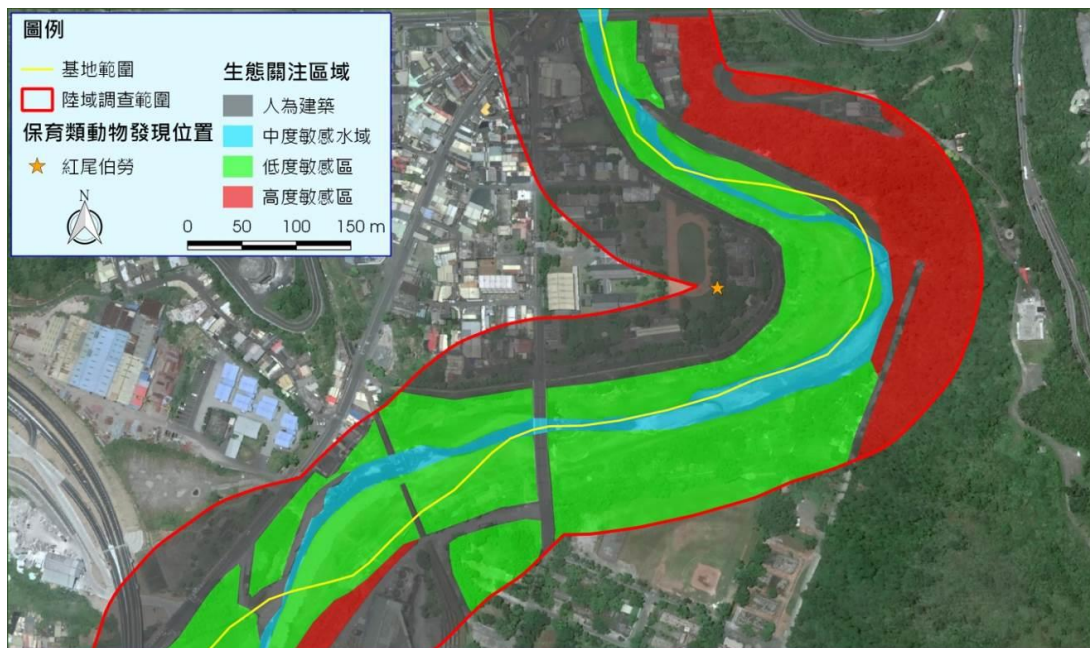 圖例
基地範圍
陸域調查範圍
保育類動物發現位置
紅尾伯勞
N
生態關注區域
人為建築
中度敏感水域
低度敏感區
高度敏感區
0 50 100 150 m